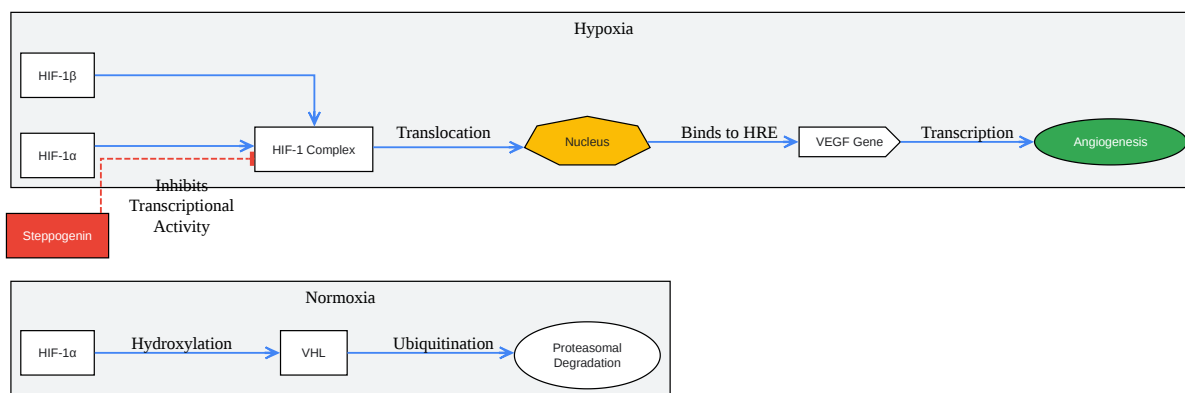 Hypoxia
HIF-1β
HIF-1α
HIF-1 Complex
Translocation
Nucleus
Binds to HRE
VEGF Gene
Transcription
Angiogenesis
Inhibits
Transcriptional
Activity
Steppogenin
Normoxia
HIF-1α
Hydroxylation
VHL
Ubiquitination
Proteasomal
Degradation